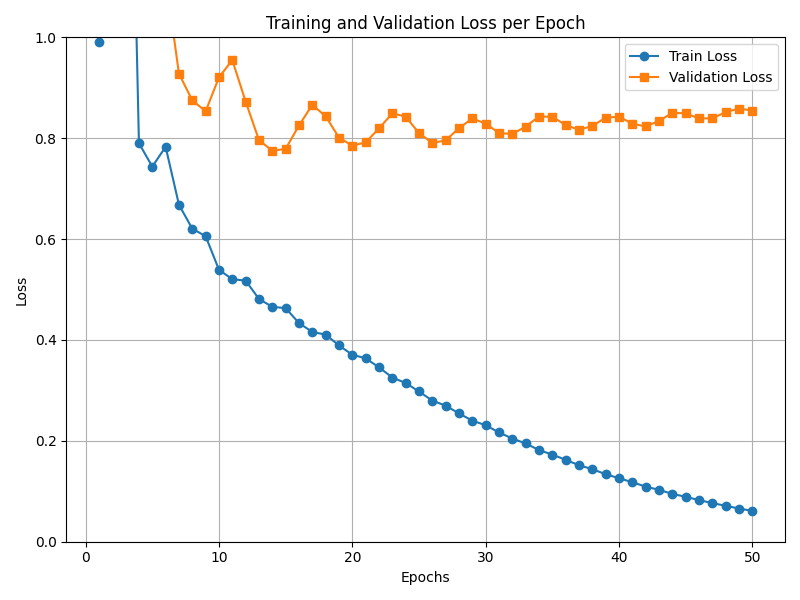 Training and Validation Loss per Epoch
Train Loss
Validation Loss
Loss
1.0
0.8
0.6
0.4
0.2
0.0
0 10 20 30 40 50
Epochs